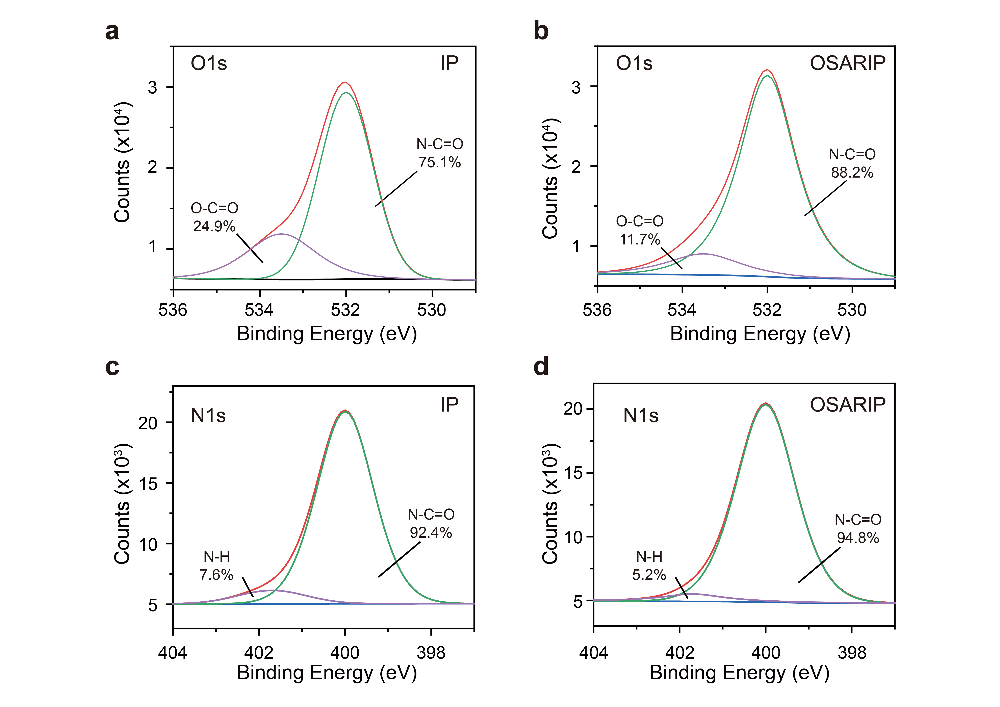 a
O1s
IP
3
2
1
Counts (x10⁴)
N-C=O
75.1%
O-C=O
24.9%
536
534
532
530
Binding Energy (eV)
b
O1s
OSARIP
3
2
1
Counts (x10⁴)
N-C=O
88.2%
O-C=O
11.7%
536
534
532
530
Binding Energy (eV)
c
N1s
IP
20
15
10
5
Counts (x10³)
N-C=O
92.4%
N-H
7.6%
404
402
400
398
Binding Energy (eV)
d
N1s
OSARIP
20
15
10
5
Counts (x10³)
N-C=O
94.8%
N-H
5.2%
404
402
400
398
Binding Energy (eV)